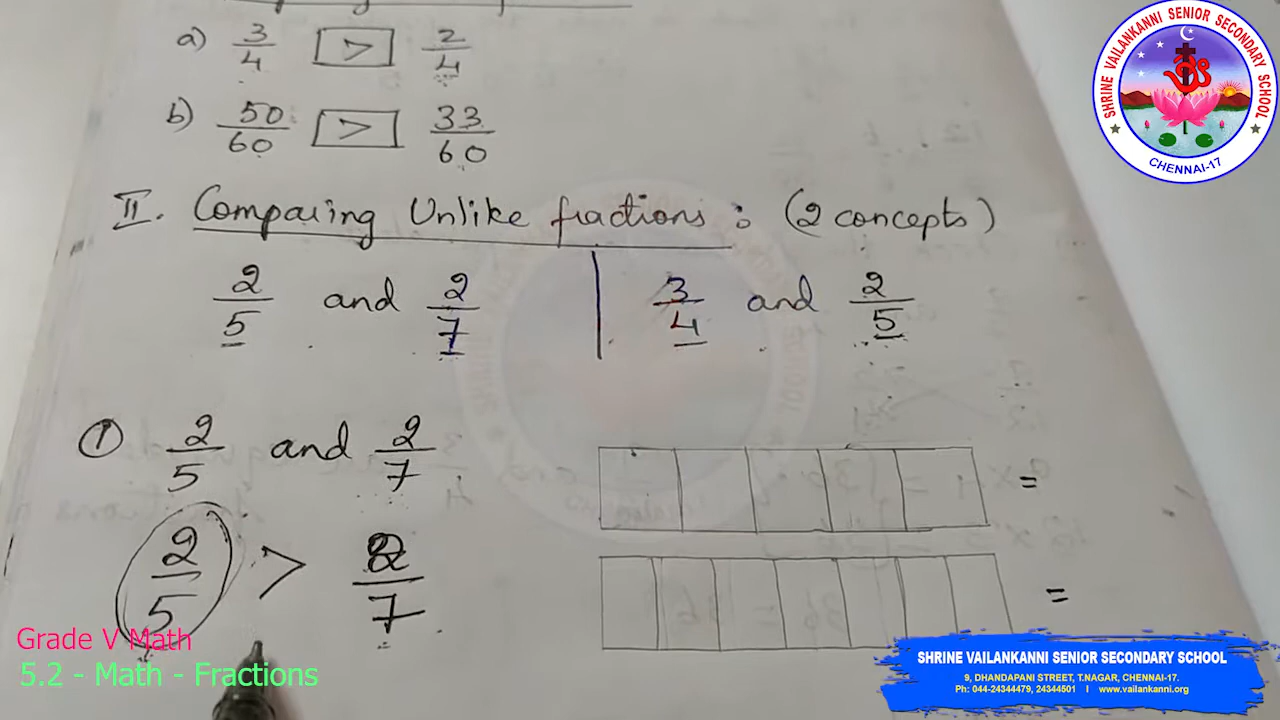 a) 3/4 > 2/4
b) 50/60 > 33/60
II. Comparing Unlike fractions : (2 concepts)
2/5 and 2/7 | 3/4 and 2/5
① 2/5 and 2/7
=
2/5 > 2/7
=
Grade V Math
5.2 - Math - Fractions
SHRINE VAILANKANNI SENIOR SECONDARY SCHOOL
CHENNAI-17
SHRINE VAILANKANNI SENIOR SECONDARY SCHOOL
9, DHANDAPANI STREET, T.NAGAR, CHENNAI-17.
Ph: 044-24344479, 24344501 I www.vailankanni.org